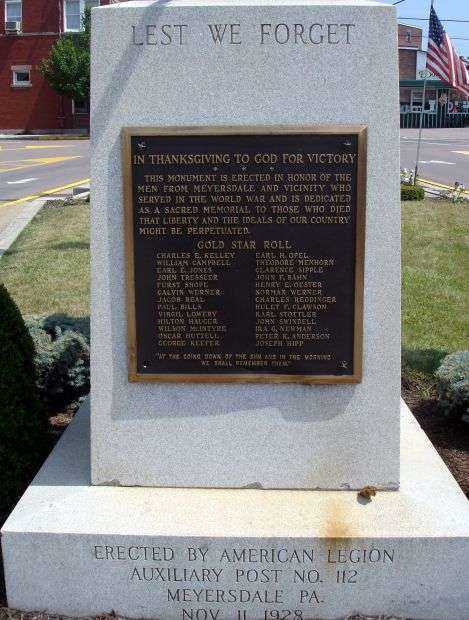 LEST WE FORGET
IN THANKSGIVING TO GOD FOR VICTORY
THIS MONUMENT IS ERECTED IN HONOR OF THE
MEN FROM MEYERSDALE AND VICINITY WHO
SERVED IN THE WORLD WAR AND IS DEDICATED
AS A SACRED MEMORIAL TO THOSE WHO DIED
THAT LIBERTY AND THE IDEALS OF OUR COUNTRY
MIGHT BE PERPETUATED.
GOLD STAR ROLL
CHARLES E. KELLEY
WILLIAM CAMPBELL
EARL E. JONES
JOHN TRESSLER
FURST SNOPE
CALVIN WERNER
JACOB REAL
PAUL BILLS
VIRGIL LOWERY
HILTON HAUGER
WILSON MCINTYRE
OSCAR HUTZELL
GEORGE KEEFER
EARL H. OPEL
THEODORE MENHORN
CLARENCE SIPPLE
JOHN F. HAHN
HENRY E. OESTER
NORMAN WERNER
CHARLES REDDINGER
HULET F. CLAWSON
KARL STOTTLER
JOHN SWINDELL
IRA G. NEWMAN
PETER K. ANDERSON
JOSEPH HIPP
"AT THE GOING DOWN OF THE SUN AND IN THE MORNING
WE SHALL REMEMBER THEM."
ERECTED BY AMERICAN LEGION
AUXILIARY POST NO. 112
MEYERSDALE PA.
NOV 11 1928